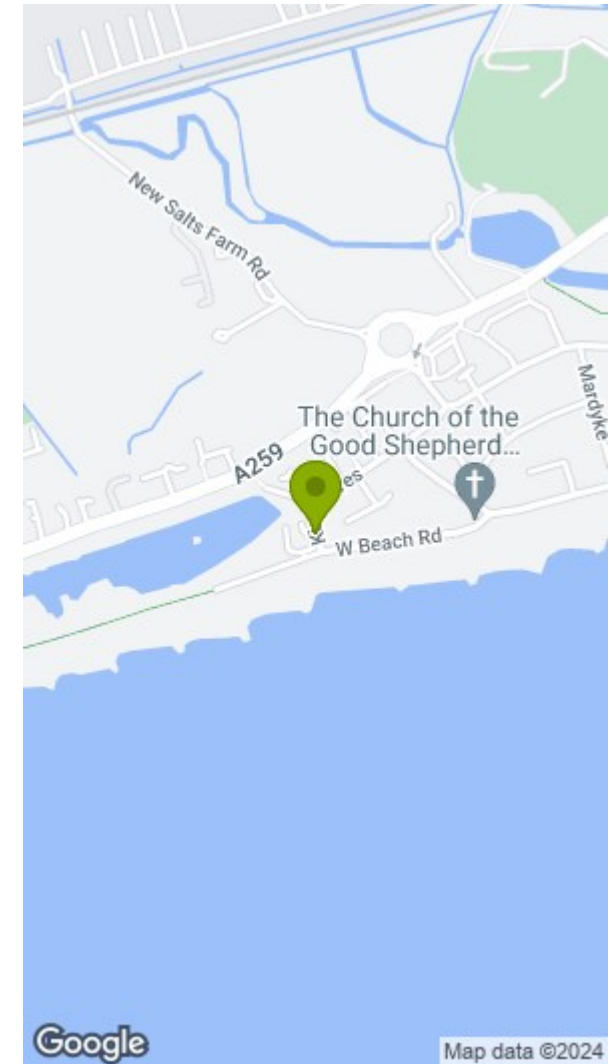 New Salts Farm Rd
Mardyke
The Church of the
Good Shepherd...
A259
W Beach Rd
Google
Map data ©2024